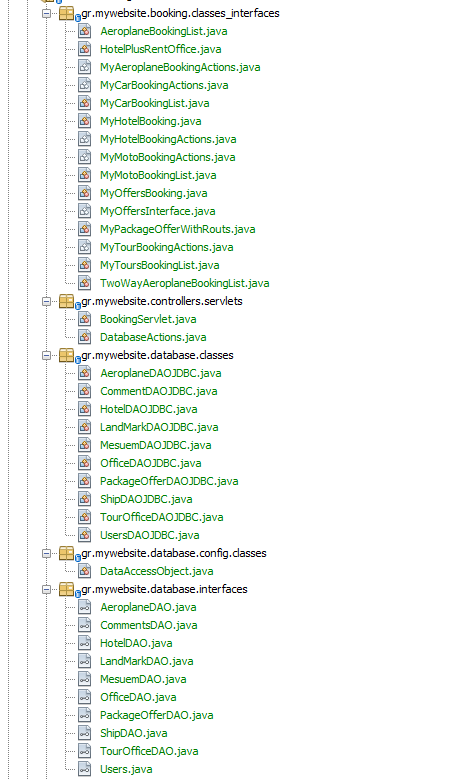 gr.mywebsite.booking.classes_interfaces
AeroplaneBookingList.java
HotelPlusRentOffice.java
MyAeroplaneBookingActions.java
MyCarBookingActions.java
MyCarBookingList.java
MyHotelBooking.java
MyHotelBookingActions.java
MyMotoBookingActions.java
MyMotoBookingList.java
MyOffersBooking.java
MyOffersInterface.java
MyPackageOfferWithRouts.java
MyTourBookingActions.java
MyToursBookingList.java
TwoWayAeroplaneBookingList.java
gr.mywebsite.controllers.servlets
BookingServlet.java
DatabaseActions.java
gr.mywebsite.database.classes
AeroplaneDAOJDBC.java
CommentDAOJDBC.java
HotelDAOJDBC.java
LandMarkDAOJDBC.java
MesuemDAOJDBC.java
OfficeDAOJDBC.java
PackageOfferDAOJDBC.java
ShipDAOJDBC.java
TourOfficeDAOJDBC.java
UsersDAOJDBC.java
gr.mywebsite.database.config.classes
DataAccessObject.java
gr.mywebsite.database.interfaces
AeroplaneDAO.java
CommentsDAO.java
HotelDAO.java
LandMarkDAO.java
MesuemDAO.java
OfficeDAO.java
PackageOfferDAO.java
ShipDAO.java
TourOfficeDAO.java
Users.java